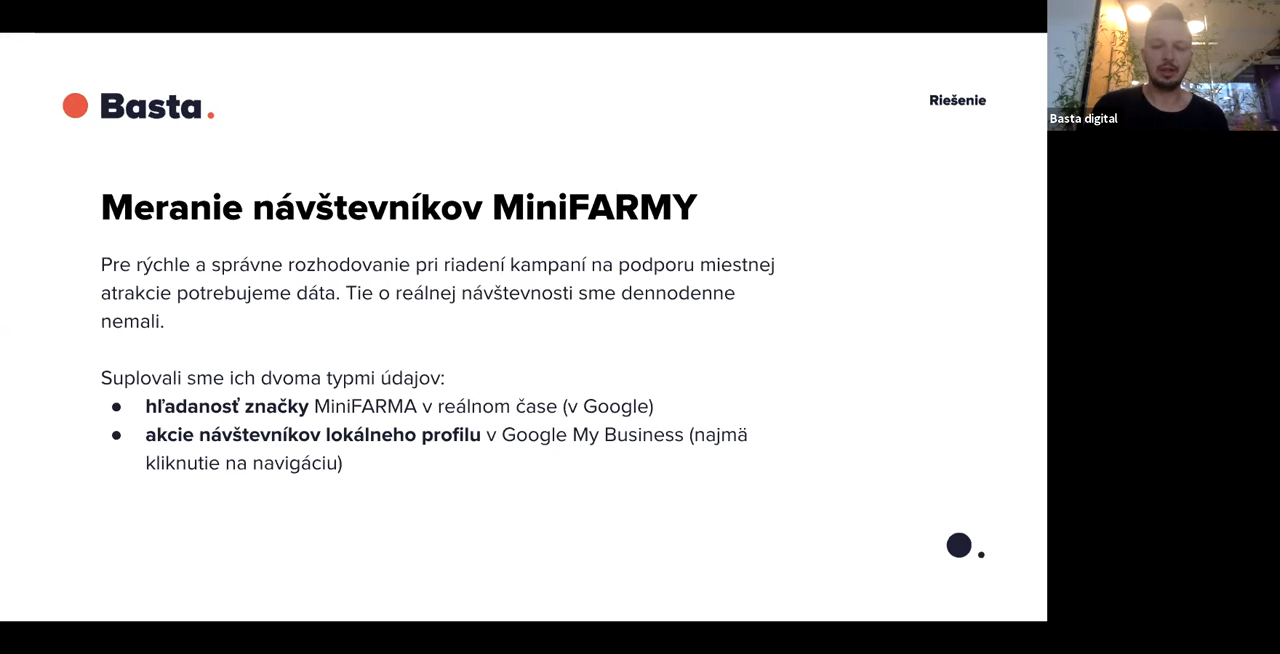 Basta.
Riešenie
Basta digital
Meranie návštevníkov MiniFARMY
Pre rýchle a správne rozhodovanie pri riadení kampaní na podporu miestnej
atrakcie potrebujeme dáta. Tie o reálnej návštevnosti sme dennodenne
nemali.
Suplovali sme ich dvoma typmi údajov:
● hľadanosť značky MiniFARMA v reálnom čase (v Google)
● akcie návštevníkov lokálneho profilu v Google My Business (najmä
kliknutie na navigáciu)